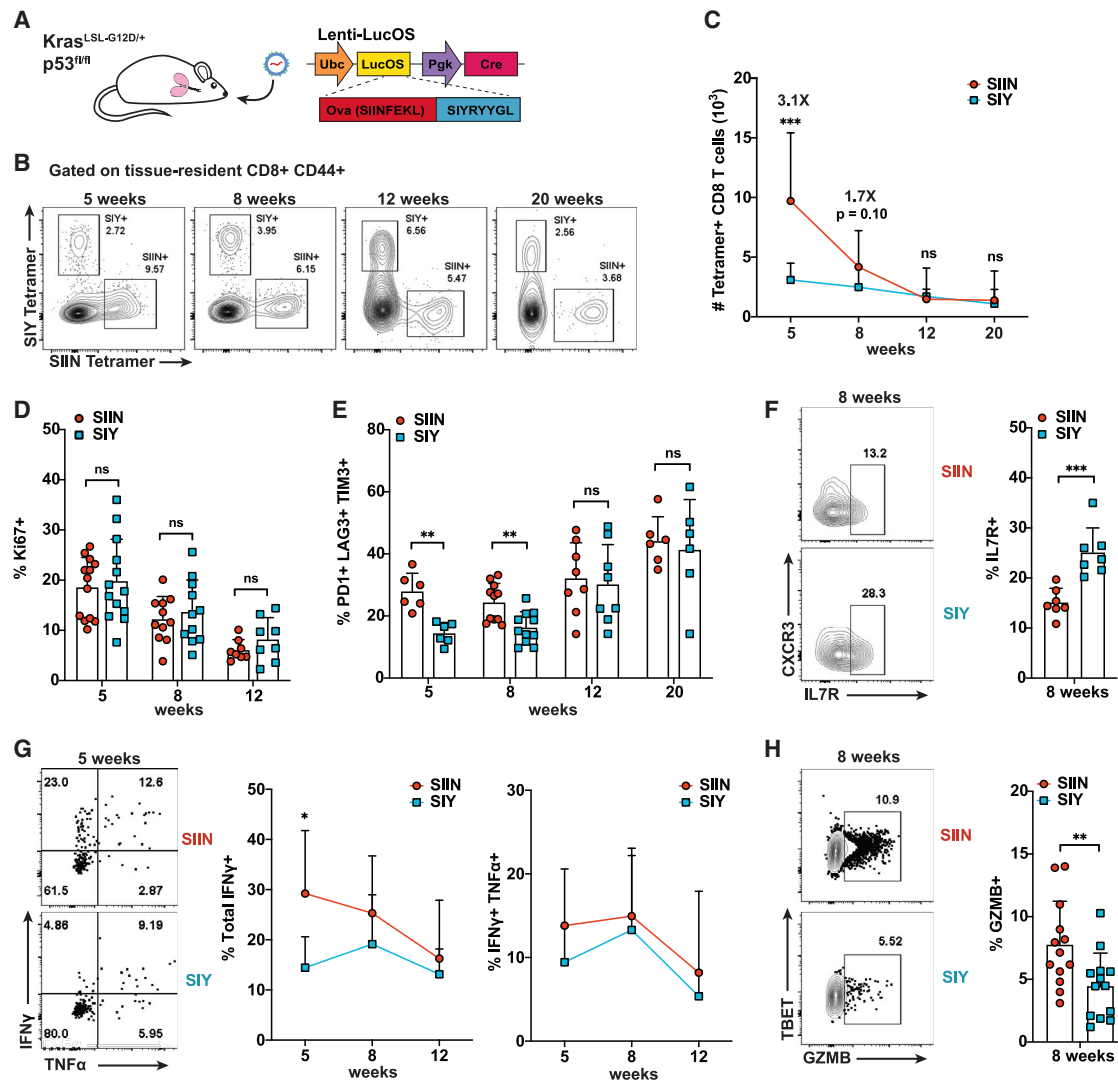 A
Kras^LSL-G12D/+
p53^fl/fl
Lenti-LucOS
Ubc
LucOS
Pgk
Cre
Ova (SIINFEKL)
SIYRYYGL
B
Gated on tissue-resident CD8+ CD44+
5 weeks
8 weeks
12 weeks
20 weeks
SIY+
2.72
SIIN+
9.57
SIY+
3.95
SIIN+
6.15
SIY+
6.56
SIIN+
5.47
SIY+
2.56
SIIN+
3.68
SIY Tetramer
SIIN Tetramer
C
SIIN
SIY
# Tetramer+ CD8 T cells (10^3)
20
15
10
5
0
3.1X
***
1.7X
p = 0.10
ns
ns
5
8
12
20
weeks
D
SIIN
SIY
% Ki67+
50
40
30
20
10
0
ns
ns
ns
5
8
12
weeks
E
SIIN
SIY
% PD1+ LAG3+ TIM3+
80
60
40
20
0
**
**
ns
ns
5
8
12
20
weeks
F
8 weeks
13.2
SIIN
28.3
SIY
CXCR3
IL7R
SIIN
SIY
% IL7R+
50
40
30
20
10
0
***
8 weeks
G
5 weeks
23.0
12.6
61.5
2.87
SIIN
4.86
9.19
80.0
5.95
SIY
IFNγ
TNFα
SIIN
SIY
% Total IFNγ+
50
40
30
20
10
0
*
5
8
12
weeks
SIIN
SIY
% IFNγ+ TNFα+
30
20
10
0
5
8
12
weeks
H
8 weeks
10.9
SIIN
5.52
SIY
TBET
GZMB
SIIN
SIY
% GZMB+
20
15
10
5
0
**
8 weeks